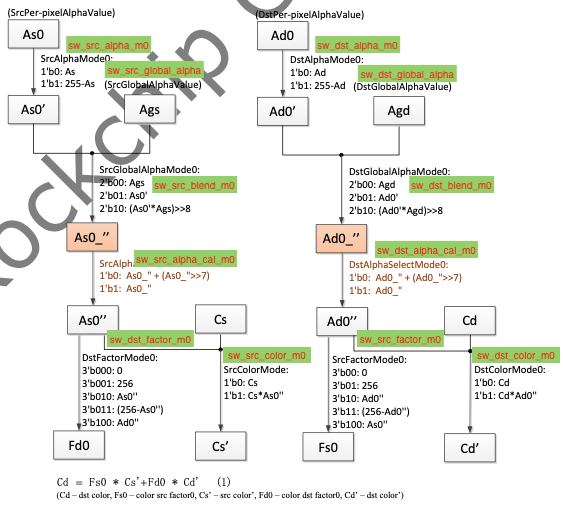 (SrcPer-pixelAlphaValue)
As0
sw_src_alpha_m0
SrcAlphaMode0:
1'b0: As
1'b1: 255-As
sw_src_global_alpha
(SrcGlobalAlphaValue)
As0'
Ags
SrcGlobalAlphaMode0:
2'b00: Ags
2'b01: As0'
2'b10: (As0'*Ags)>>8
sw_src_blend_m0
As0_''
sw_src_alpha_cal_m0
SrcAlph
1'b0: As0_" + (As0_">>7)
1'b1: As0_"
As0''
Cs
sw_dst_factor_m0
DstFactorMode0:
3'b000: 0
3'b001: 256
3'b010: As0''
3'b011: (256-As0'')
3'b100: Ad0''
sw_src_color_m0
SrcColorMode:
1'b0: Cs
1'b1: Cs*As0''
Fd0
Cs'
(DstPer-pixelAlphaValue)
Ad0
sw_dst_alpha_m0
DstAlphaMode0:
1'b0: Ad
1'b1: 255-Ad
sw_dst_global_alpha
(DstGlobalAlphaValue)
Ad0'
Agd
DstGlobalAlphaMode0:
2'b00: Agd
2'b01: Ad0'
2'b10: (Ad0'*Agd)>>8
sw_dst_blend_m0
Ad0_''
sw_dst_alpha_cal_m0
DstAlphaSelectMode0:
1'b0: Ad0_" + (Ad0_">>7)
1'b1: Ad0_"
Ad0''
Cd
sw_src_factor_m0
SrcFactorMode0:
3'b00: 0
3'b01: 256
3'b10: Ad0''
3'b11: (256-Ad0'')
3'b100: As0''
sw_dst_color_m0
DstColorMode:
1'b0: Cd
1'b1: Cd*Ad0''
Fs0
Cd'
Cd = Fs0 * Cs'+Fd0 * Cd' (1)
(Cd – dst color, Fs0 – color src factor0, Cs' – src color', Fd0 – color dst factor0, Cd' – dst color')
ockchip